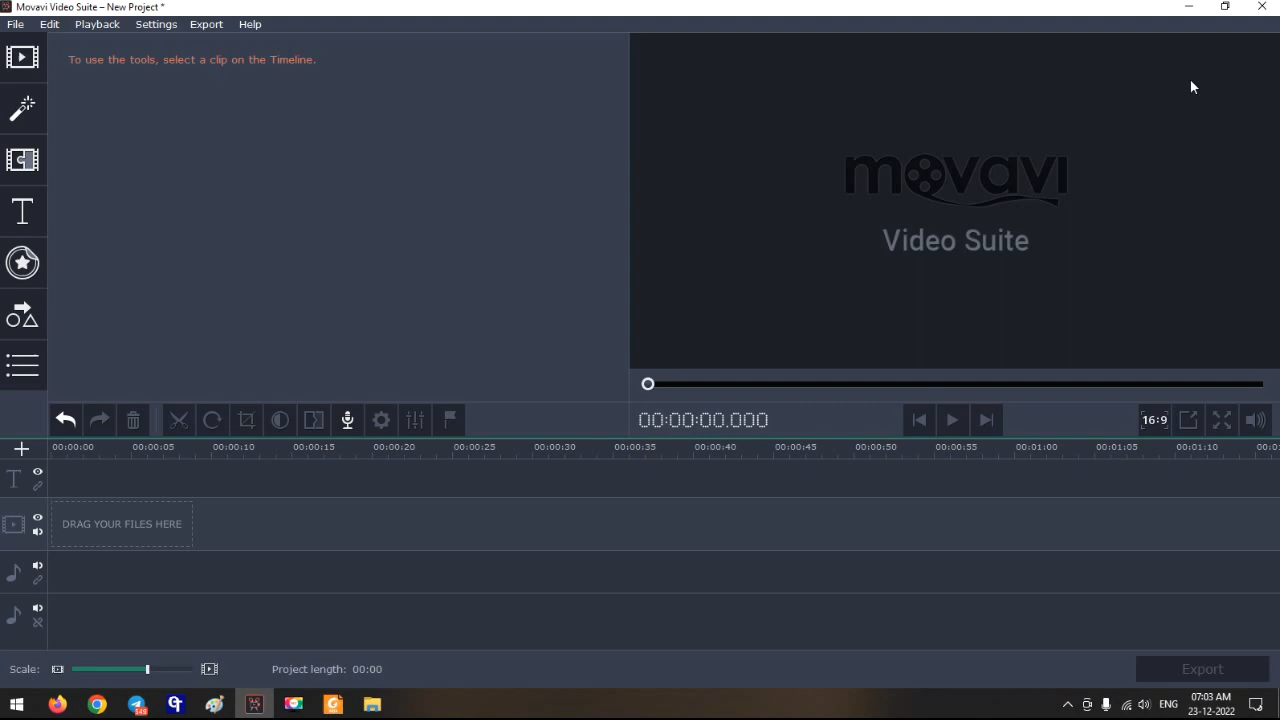 Movavi Video Suite – New Project *
File Edit Playback Settings Export Help
To use the tools, select a clip on the Timeline.
movavi
Video Suite
00:00:00.000
16:9
00:00:00 00:00:05 00:00:10 00:00:15 00:00:20 00:00:25 00:00:30 00:00:35 00:00:40 00:00:45 00:00:50 00:00:55 00:01:00 00:01:05 00:01:10
DRAG YOUR FILES HERE
Scale:
Project length: 00:00
Export
ENG
07:03 AM
23-12-2022